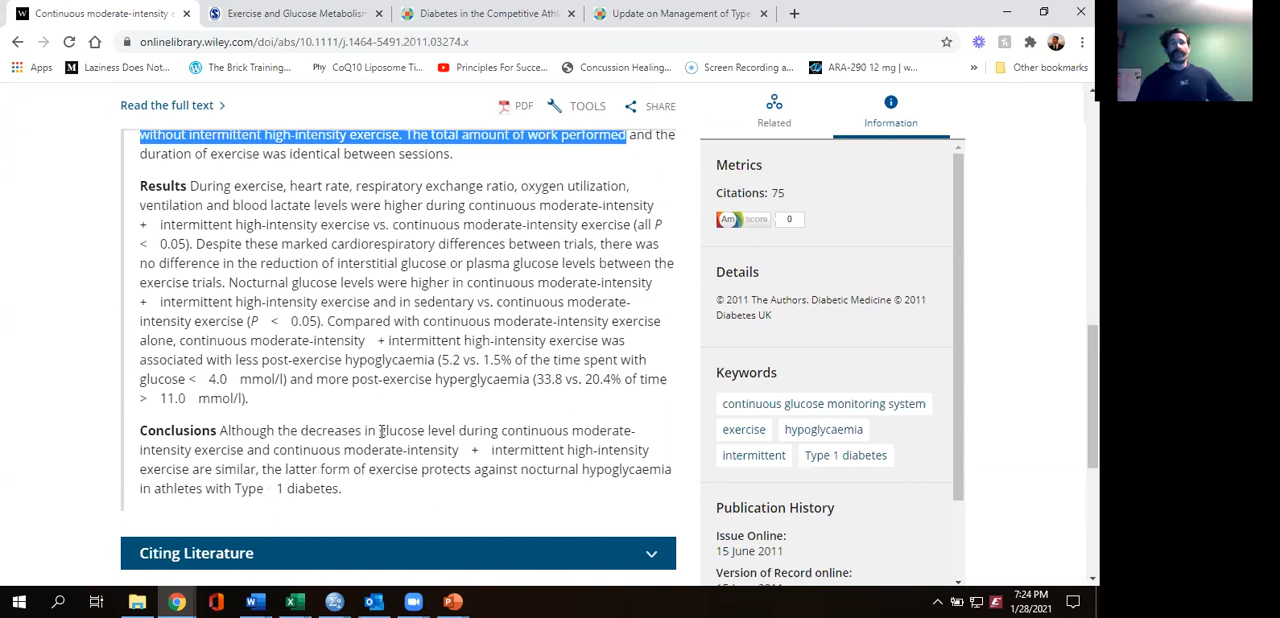 Continuous moderate-intensity e
Exercise and Glucose Metabolism
Diabetes in the Competitive Athl
Update on Management of Type
onlinelibrary.wiley.com/doi/abs/10.1111/j.1464-5491.2011.03274.x
Apps
Laziness Does Not...
The Brick Training...
Phy CoQ10 Liposome Ti...
Principles For Succe...
Concussion Healing...
Screen Recording a...
ARA-290 12 mg | w...
»
Other bookmarks
Read the full text >
PDF
TOOLS
SHARE
without intermittent high-intensity exercise. The total amount of work performed and the
duration of exercise was identical between sessions.
Results During exercise, heart rate, respiratory exchange ratio, oxygen utilization,
ventilation and blood lactate levels were higher during continuous moderate-intensity
+ intermittent high-intensity exercise vs. continuous moderate-intensity exercise (all P
< 0.05). Despite these marked cardiorespiratory differences between trials, there was
no difference in the reduction of interstitial glucose or plasma glucose levels between the
exercise trials. Nocturnal glucose levels were higher in continuous moderate-intensity
+ intermittent high-intensity exercise and in sedentary vs. continuous moderate-
intensity exercise (P < 0.05). Compared with continuous moderate-intensity exercise
alone, continuous moderate-intensity + intermittent high-intensity exercise was
associated with less post-exercise hypoglycaemia (5.2 vs. 1.5% of the time spent with
glucose < 4.0 mmol/l) and more post-exercise hyperglycaemia (33.8 vs. 20.4% of time
> 11.0 mmol/l).
Conclusions Although the decreases in glucose level during continuous moderate-
intensity exercise and continuous moderate-intensity + intermittent high-intensity
exercise are similar, the latter form of exercise protects against nocturnal hypoglycaemia
in athletes with Type 1 diabetes.
Citing Literature
Related
Information
Metrics
Citations: 75
Am score 0
Details
© 2011 The Authors. Diabetic Medicine © 2011
Diabetes UK
Keywords
continuous glucose monitoring system
exercise
hypoglycaemia
intermittent
Type 1 diabetes
Publication History
Issue Online:
15 June 2011
Version of Record online:
7:24 PM
1/28/2021